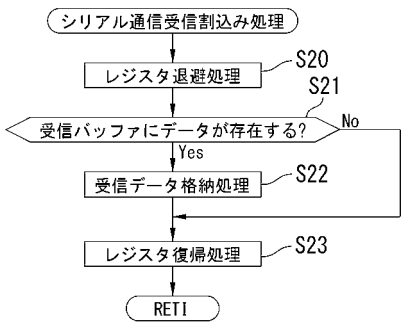 シリアル通信受信割込み処理
レジスタ退避処理
S20
S21
受信バッファにデータが存在する?
No
Yes
受信データ格納処理
S22
レジスタ復帰処理
S23
RETI